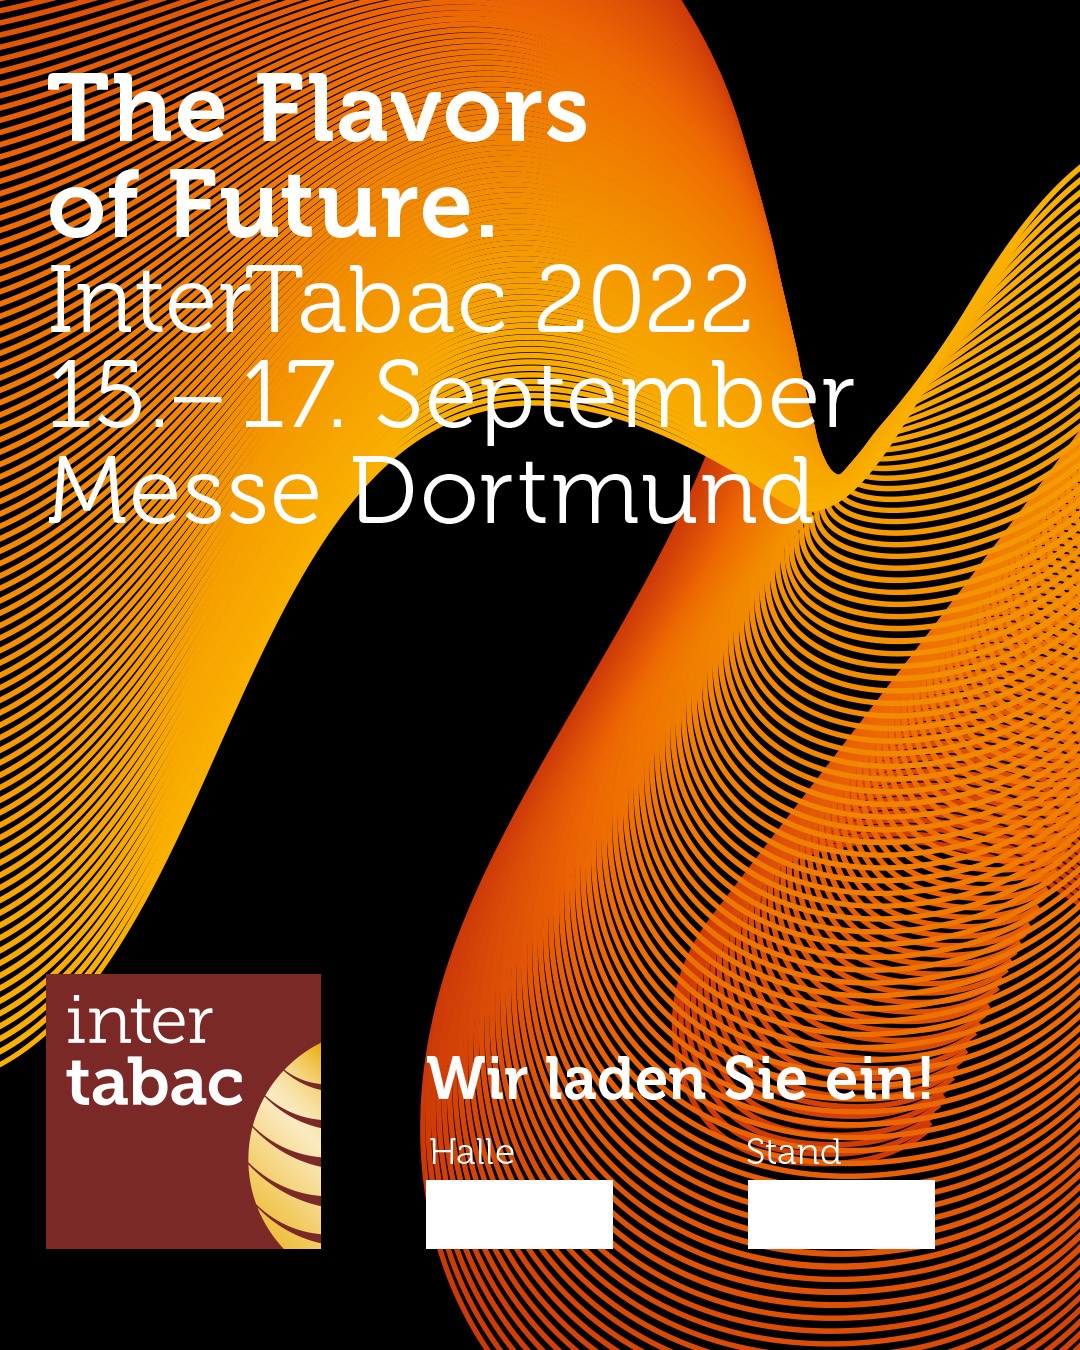 The Flavors
of Future.
InterTabac 2022
15.– 17. September
Messe Dortmund
inter
tabac
Wir laden Sie ein!
Halle
Stand